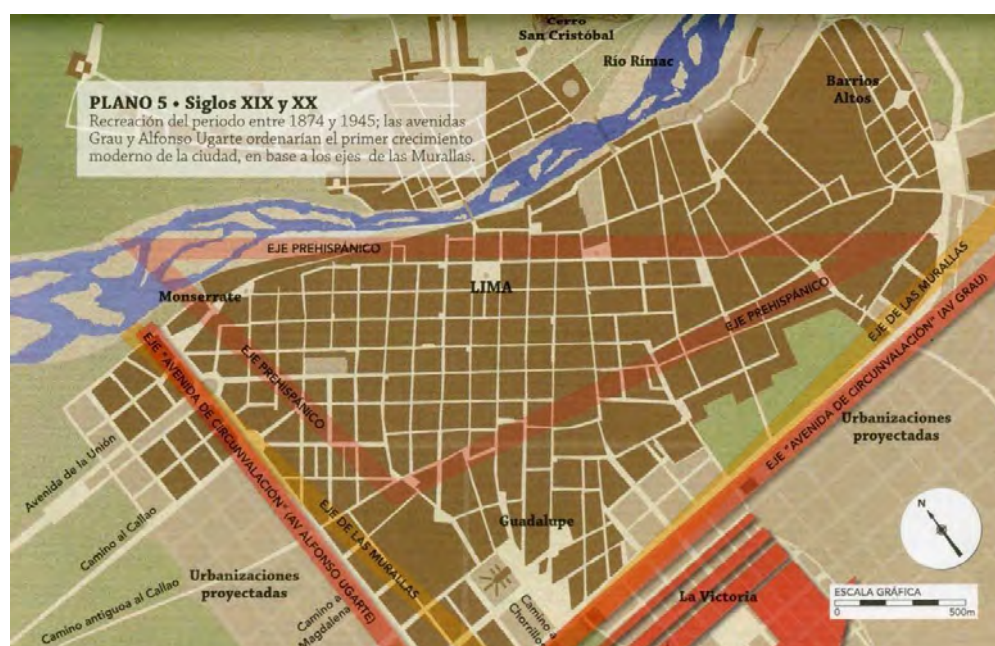 Cerro
San Cristóbal
Río Rímac
Barrios
Altos
PLANO 5 • Siglos XIX y XX
Recreación del periodo entre 1874 y 1945; las avenidas
Grau y Alfonso Ugarte ordenarían el primer crecimiento
moderno de la ciudad, en base a los ejes de las Murallas.
EJE PREHISPÁNICO
Monserrate
LIMA
EJE PREHISPÁNICO
EJE DE LAS MURALLAS
EJE "AVENIDA DE CIRCUNVALACIÓN" (AV GRAU)
EJE PREHISPÁNICO
EJE "AVENIDA DE CIRCUNVALACIÓN" (AV ALFONSO UGARTE)
EJE DE LAS MURALLAS
Urbanizaciones
proyectadas
Avenida de la Unión
Camino al Callao
Camino antiguoa al Callao
Guadalupe
N
Urbanizaciones
proyectadas
Camino a
Magdalena
Camino a
Chorrillos
La Victoria
ESCALA GRÁFICA
0 500m